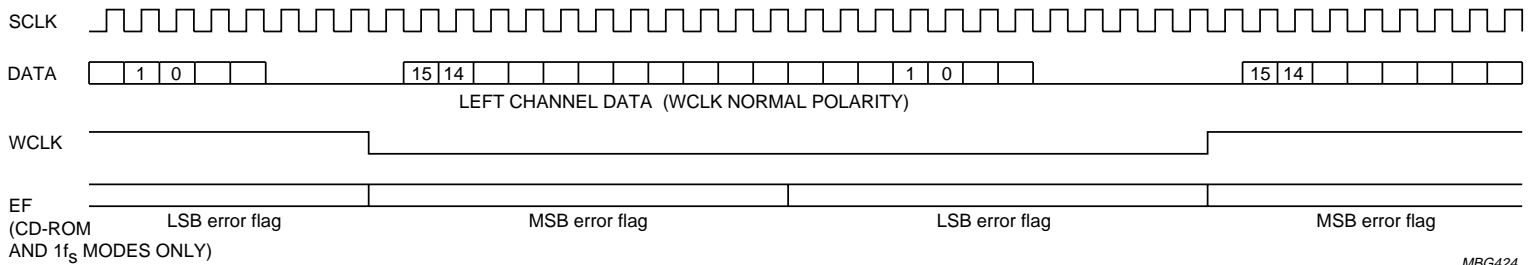 SCLK
DATA 1 0 15 14 1 0 15 14
LEFT CHANNEL DATA (WCLK NORMAL POLARITY)
WCLK
EF
(CD-ROM
AND 1fs MODES ONLY)
LSB error flag MSB error flag LSB error flag MSB error flag
MBG424